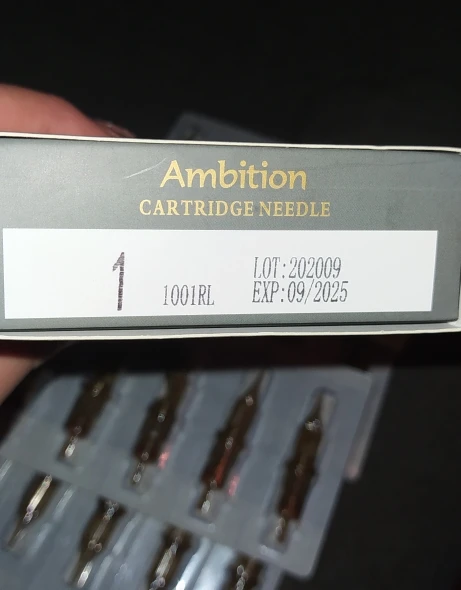 Ambition
CARTRIDGE NEEDLE
1
1001RL
LOT:202009
EXP:09/2025